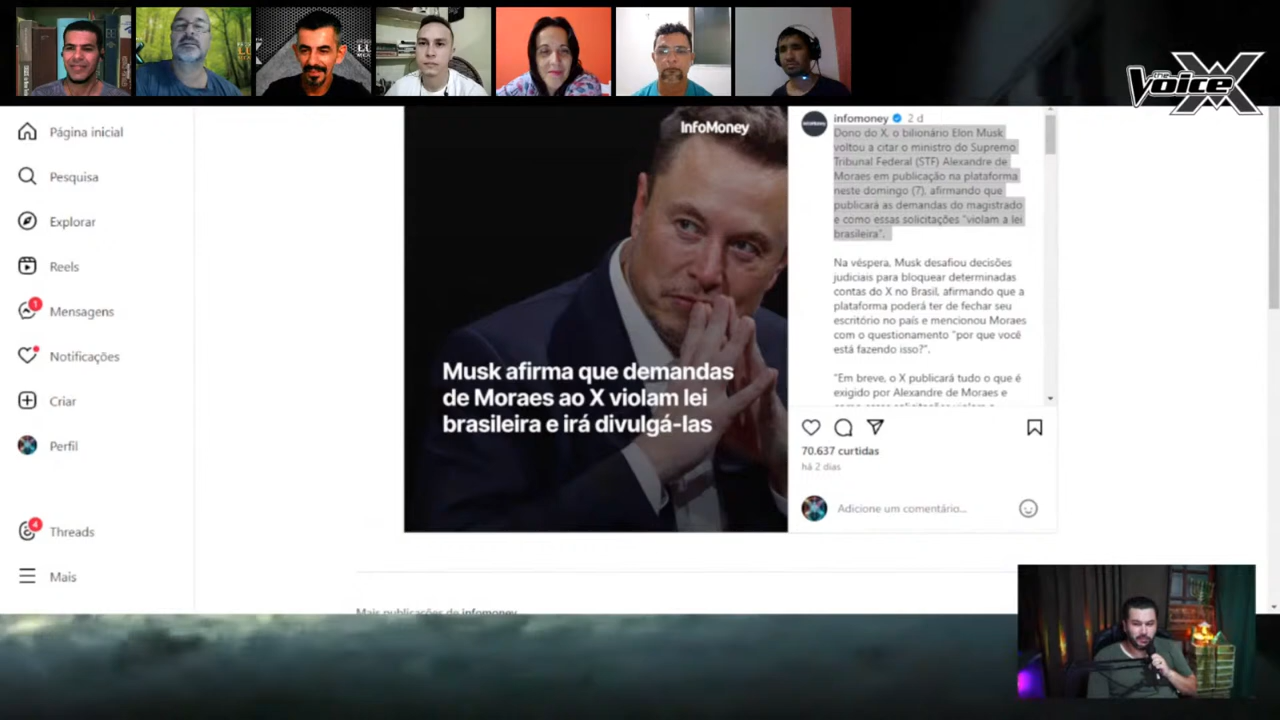 the
Voice
X
Página inicial
Pesquisa
Explorar
Reels
1
Mensagens
Notificações
Criar
Perfil
4
Threads
Mais
InfoMoney
Musk afirma que demandas
de Moraes ao X violam lei
brasileira e irá divulgá-las
infomoney 2 d
Dono do X, o bilionário Elon Musk
voltou a citar o ministro do Supremo
Tribunal Federal (STF) Alexandre de
Moraes em publicação na plataforma
neste domingo (7), afirmando que
publicará as demandas do magistrado
e como essas solicitações "violam a lei
brasileira".
Na véspera, Musk desafiou decisões
judiciais para bloquear determinadas
contas do X no Brasil, afirmando que a
plataforma poderá ter de fechar seu
escritório no país e mencionou Moraes
com o questionamento "por que você
está fazendo isso?".
"Em breve, o X publicará tudo o que é
exigido por Alexandre de Moraes e
como essas solicitações violam a
70.637 curtidas
há 2 dias
Adicione um comentário...
Mais publicações de infomoney